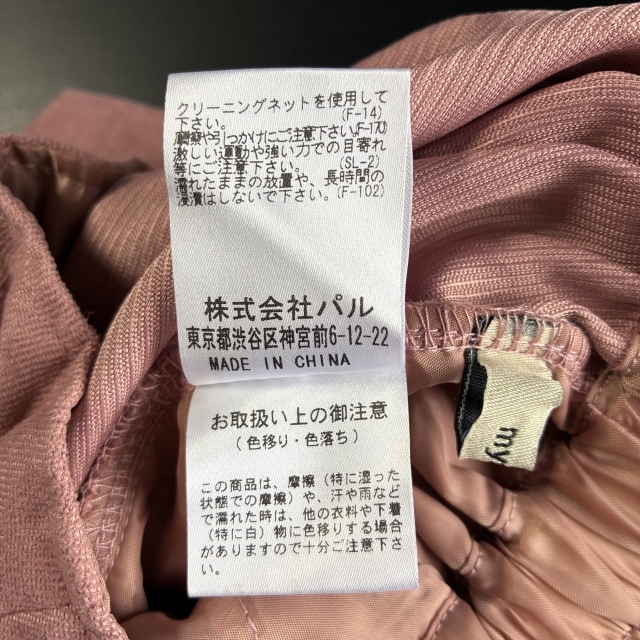 クリーニングネットを使用して
下さい。(F-14)
摩擦や引っかけにご注意下さい。(F-170)
激しい運動や強い力での目寄れ
等にご注意下さい。(SL-2)
濡れたままの放置や、長時間の
浸漬はしないで下さい。(F-102)
株式会社パル
東京都渋谷区神宮前6-12-22
MADE IN CHINA
お取扱い上の御注意
(色移り・色落ち)
この商品は、摩擦(特に湿った
状態での摩擦)や、汗や雨など
で濡れた時は、他の衣料や下着
(特に白)物に色移りする場合
がありますので十分ご注意下さ
い。
my